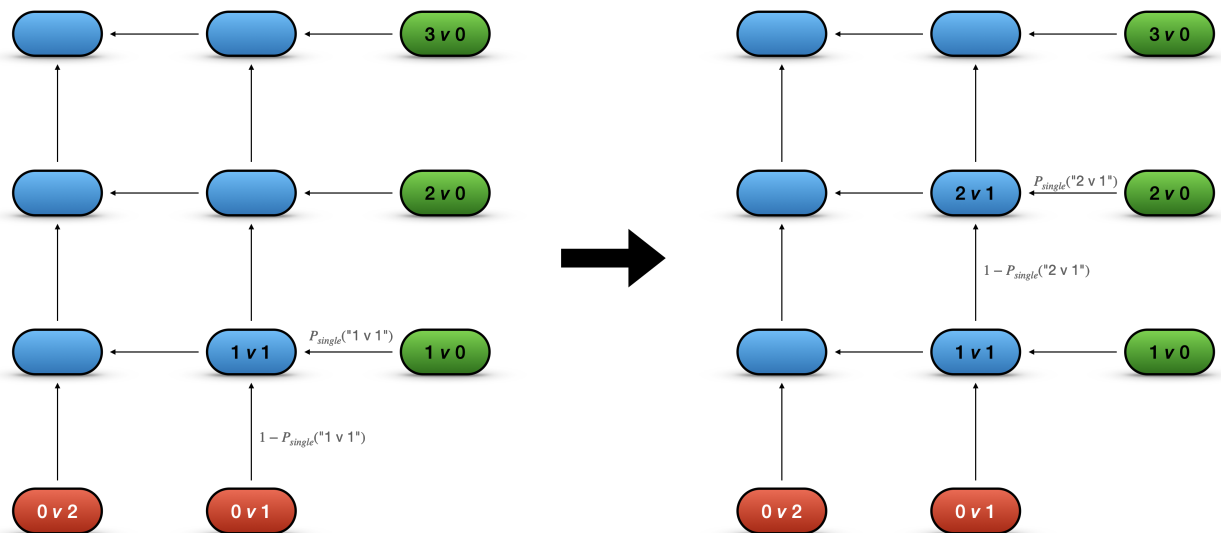 3 v 0
3 v 0
2 v 0
P_single("2 v 1")
2 v 1
2 v 0
1 − P_single("2 v 1")
P_single("1 v 1")
1 v 1
1 v 0
1 v 1
1 v 0
1 − P_single("1 v 1")
0 v 2
0 v 1
0 v 2
0 v 1